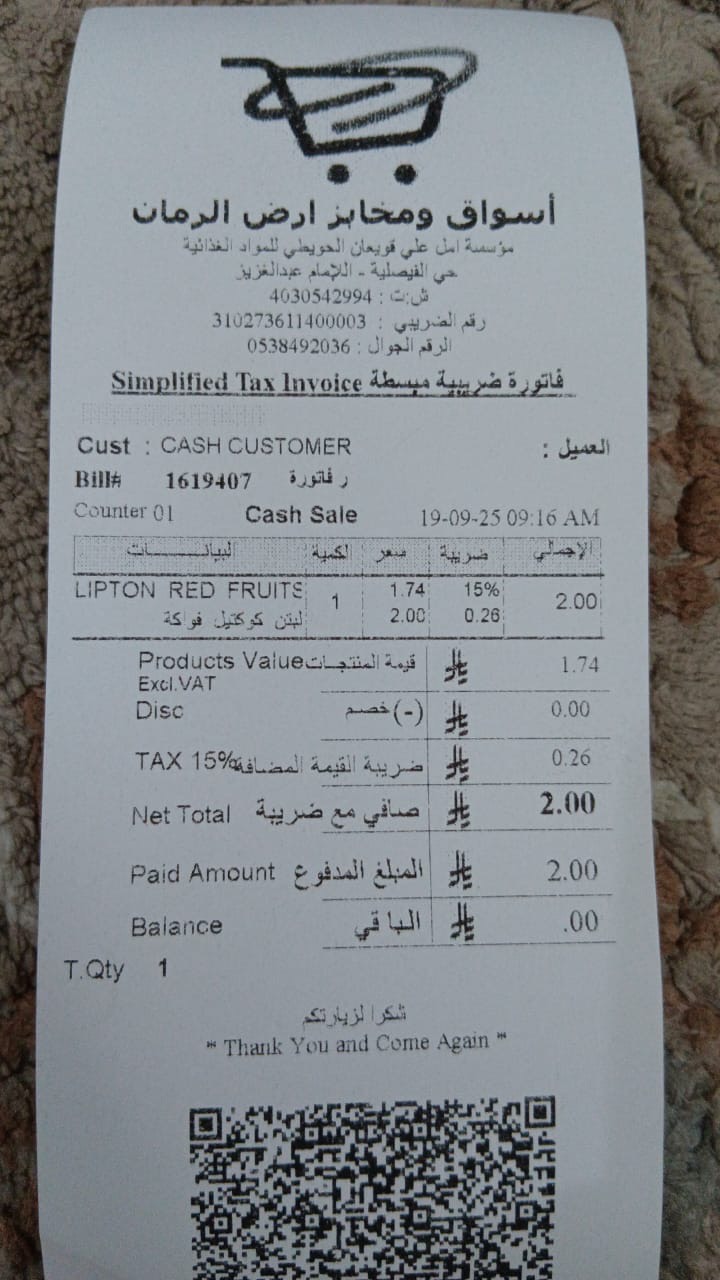 أسواق ومخابز ارض الرمان
مؤسسة امل علي قويعان الحويطي للمواد الغذائية
حي الفيصلية - اللإمام عبدالعزيز
ش:ت : 4030542994
رقم الضريبي : 310273611400003
الرقم الجوال : 0538492036
Simplified Tax Invoice فاتورة ضريبية مبسطة
Cust : CASH CUSTOMER العميل :
Bill# 1619407 ر فاتورة
Counter 01 Cash Sale 19-09-25 09:16 AM
البيانــــــات الكمية سعر ضريبة الإجمالي
LIPTON RED FRUITS 1 1.74 15% 2.00
لبتن كوكتيل فواكة 2.00 0.26
Products Value قيمة المنتجـات 1.74
Excl.VAT
Disc (-) خصم 0.00
TAX 15% ضريبة القيمة المضافة 0.26
Net Total صافي مع ضريبة 2.00
Paid Amount المبلغ المدفوع 2.00
Balance الباقي .00
T.Qty 1
شكرا لزيارتكم
" Thank You and Come Again "